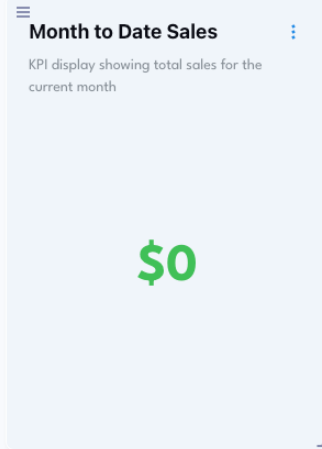 Month to Date Sales
KPI display showing total sales for the
current month
$0